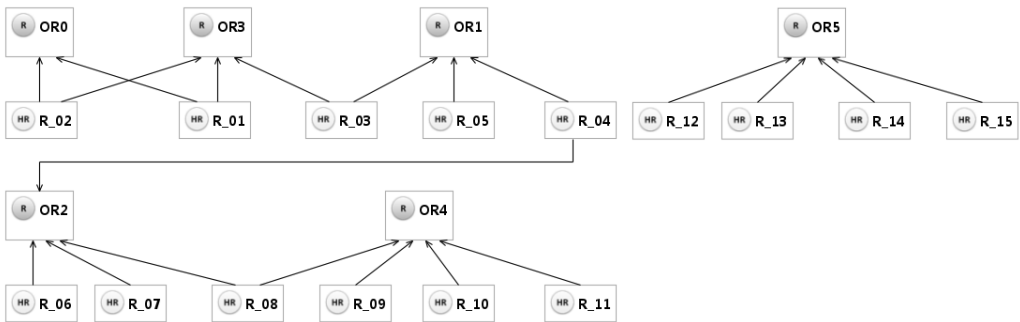 R OR0
R OR3
R OR1
R OR5
HR R_02
HR R_01
HR R_03
HR R_05
HR R_04
HR R_12
HR R_13
HR R_14
HR R_15
R OR2
R OR4
HR R_06
HR R_07
HR R_08
HR R_09
HR R_10
HR R_11